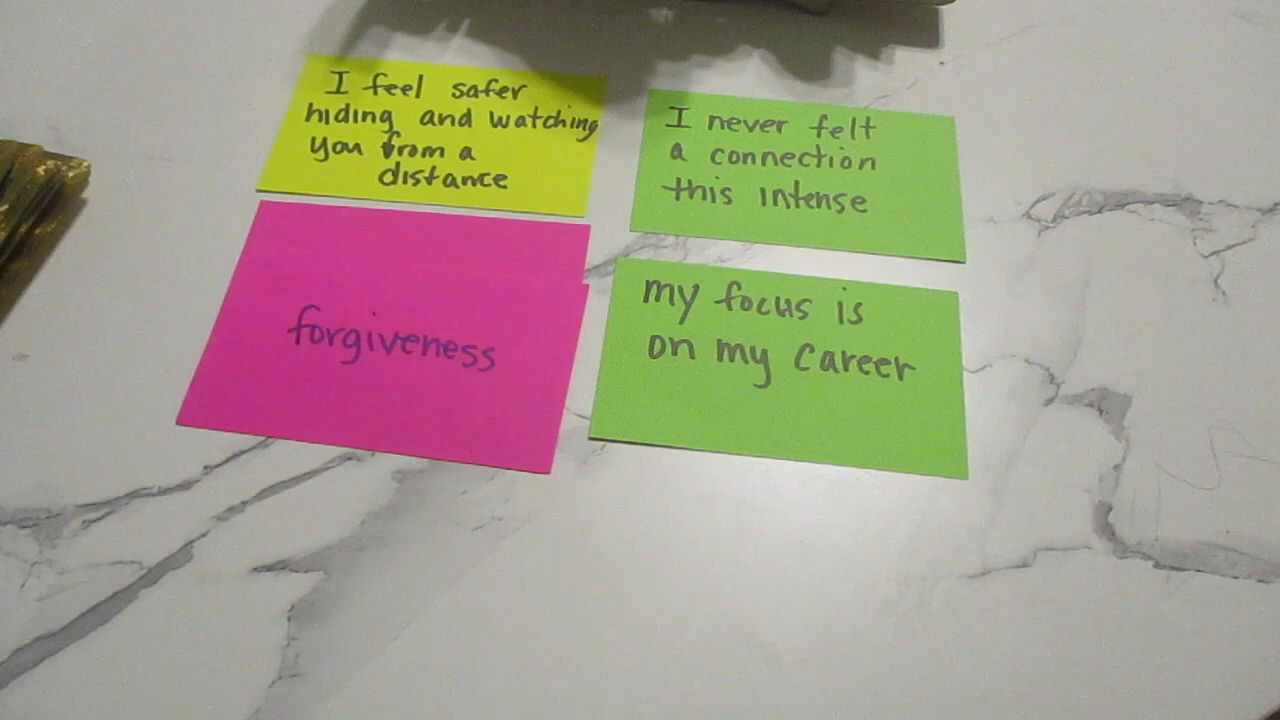 I feel safer
hiding and watching
you from a
distance
I never felt
a connection
this intense
forgiveness
my focus is
on my career